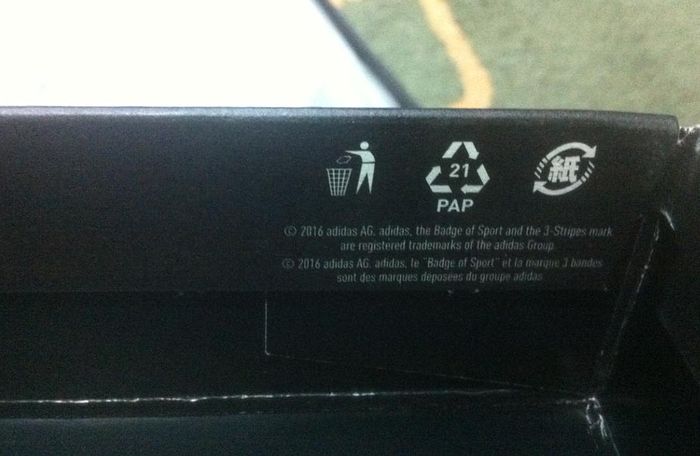 21
PAP
紙
© 2016 adidas AG. adidas, the Badge of Sport and the 3-Stripes mark
are registered trademarks of the adidas Group.
© 2016 adidas AG. adidas, le "Badge of Sport" et la marque 3 bandes
sont des marques déposées du groupe adidas.